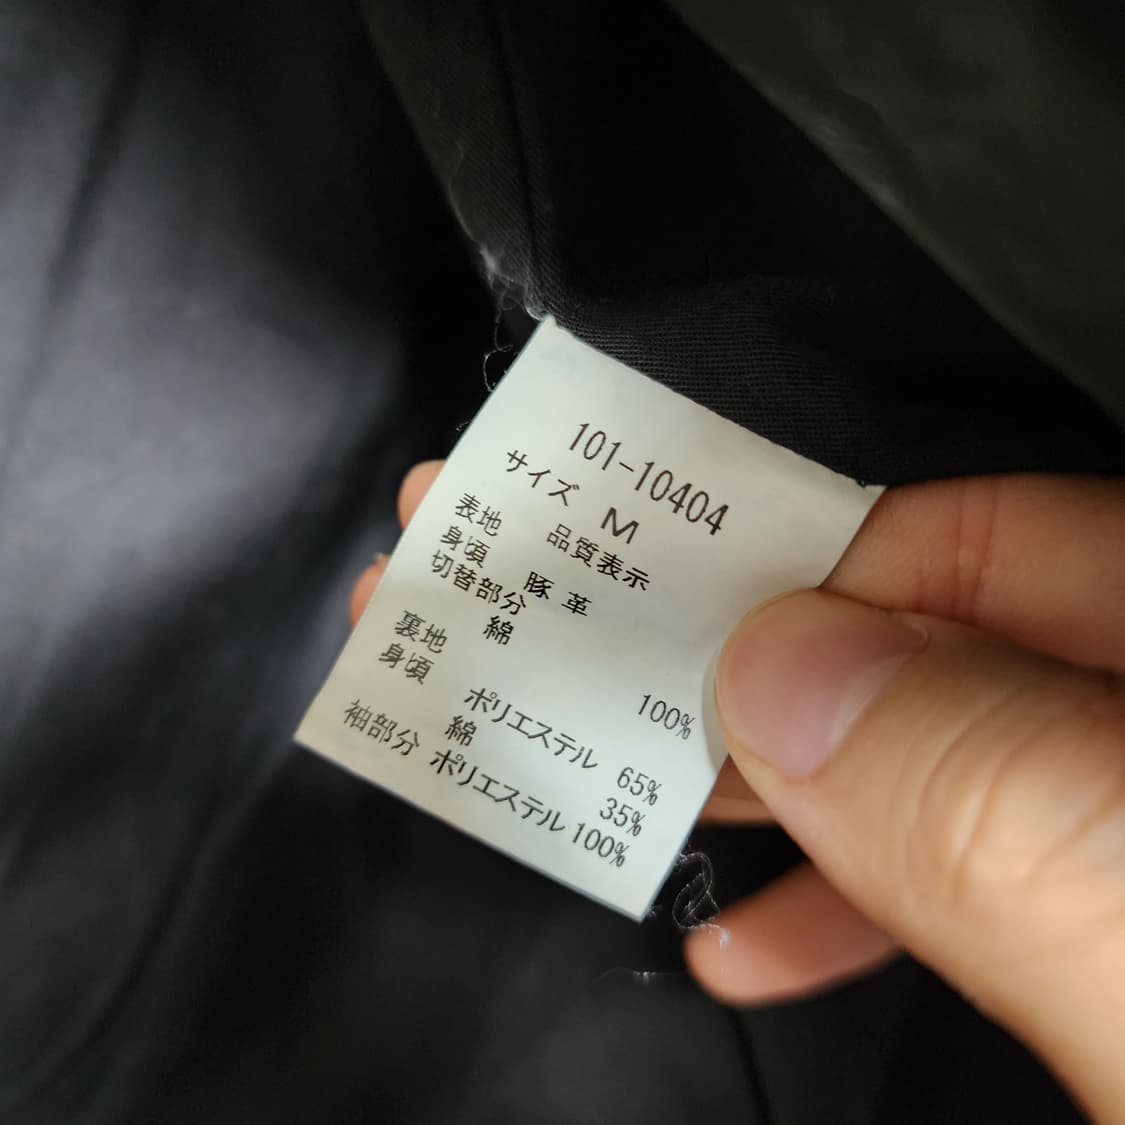 101-10404
サイズ M
品質表示
表地
身頃 豚革
切替部分
綿 100%
裏地
身頃
ポリエステル 65%
綿 35%
袖部分 ポリエステル 100%